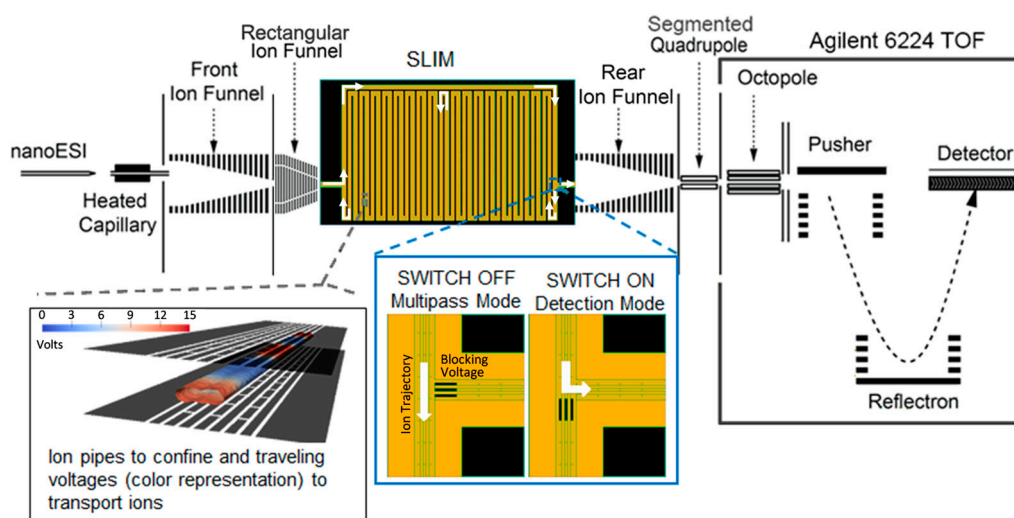 nanoESI
Heated
Capillary
Front
Ion Funnel
Rectangular
Ion Funnel
SLIM
Rear
Ion Funnel
Segmented
Quadrupole
Agilent 6224 TOF
Octopole
Pusher
Detector
Reflectron
0 3 6 9 12 15
Volts
Ion pipes to confine and traveling
voltages (color representation) to
transport ions
SWITCH OFF
Multipass Mode
Ion Trajectory
Blocking
Voltage
SWITCH ON
Detection Mode